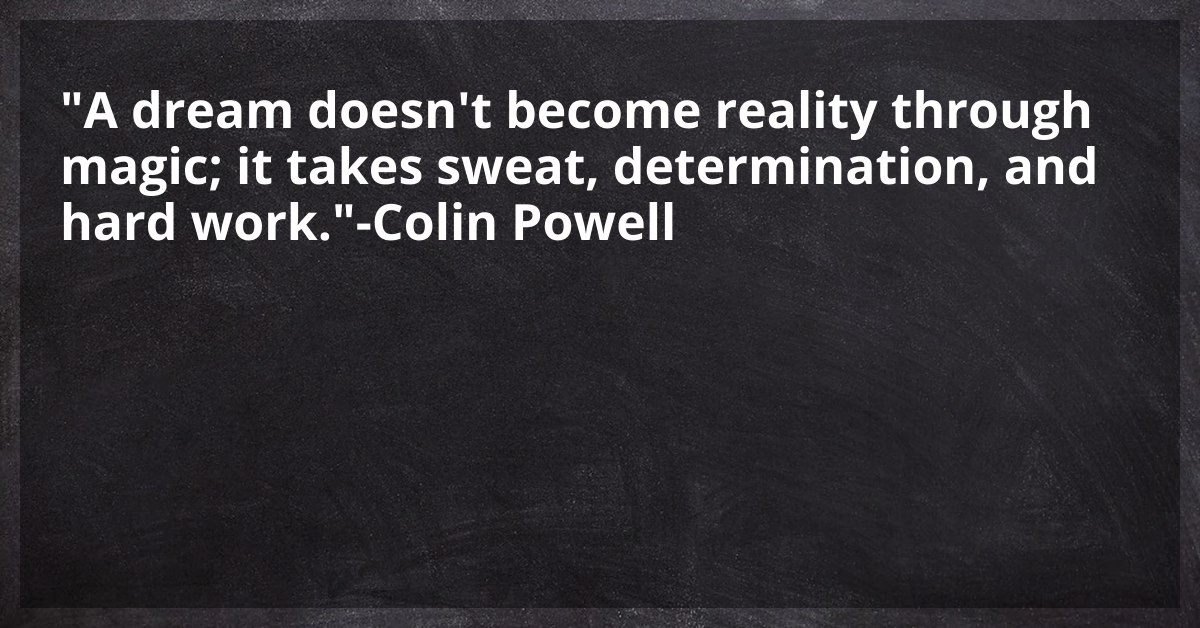 "A dream doesn't become reality through
magic; it takes sweat, determination, and
hard work."-Colin Powell